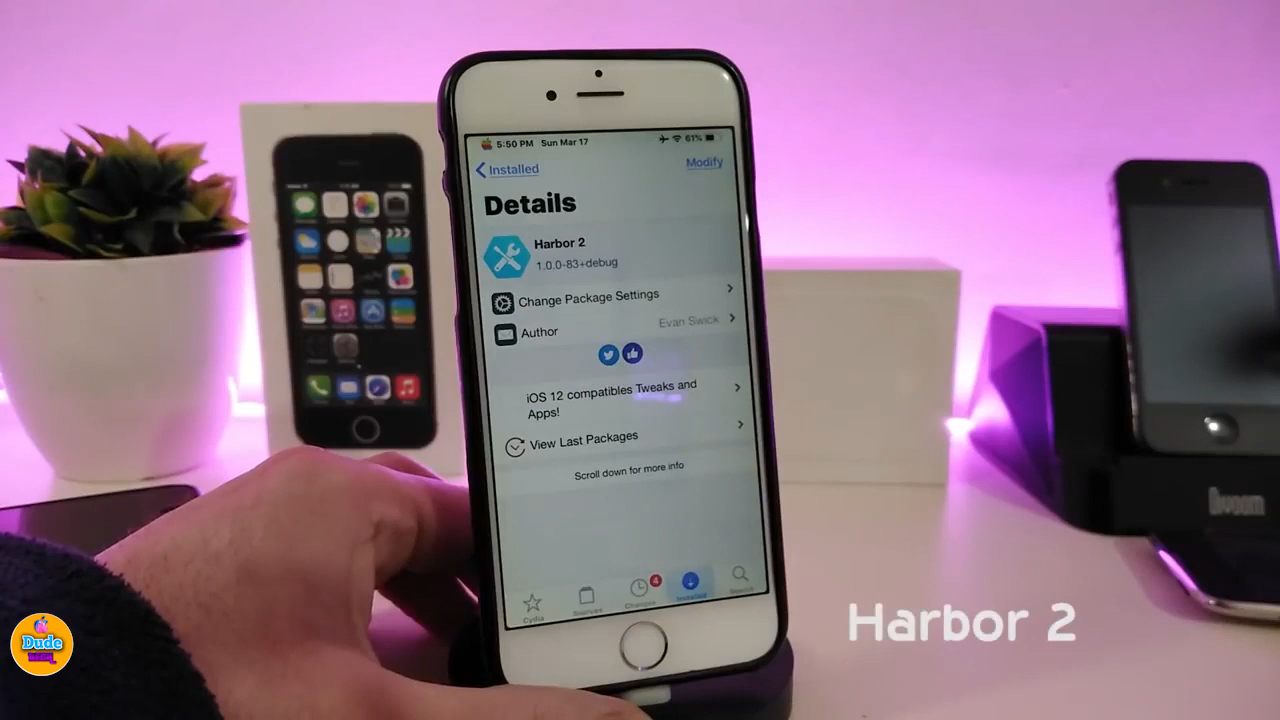 5:50 PM Sun Mar 17 61%
Installed
Modify
Details
Harbor 2
1.0.0-83+debug
Change Package Settings
Author
Evan Swick
iOS 12 compatibles Tweaks and
Apps!
View Last Packages
Scroll down for more info
4
Cydia
Sources
Changes
Installed
Search
Divoom
Harbor 2
Dude